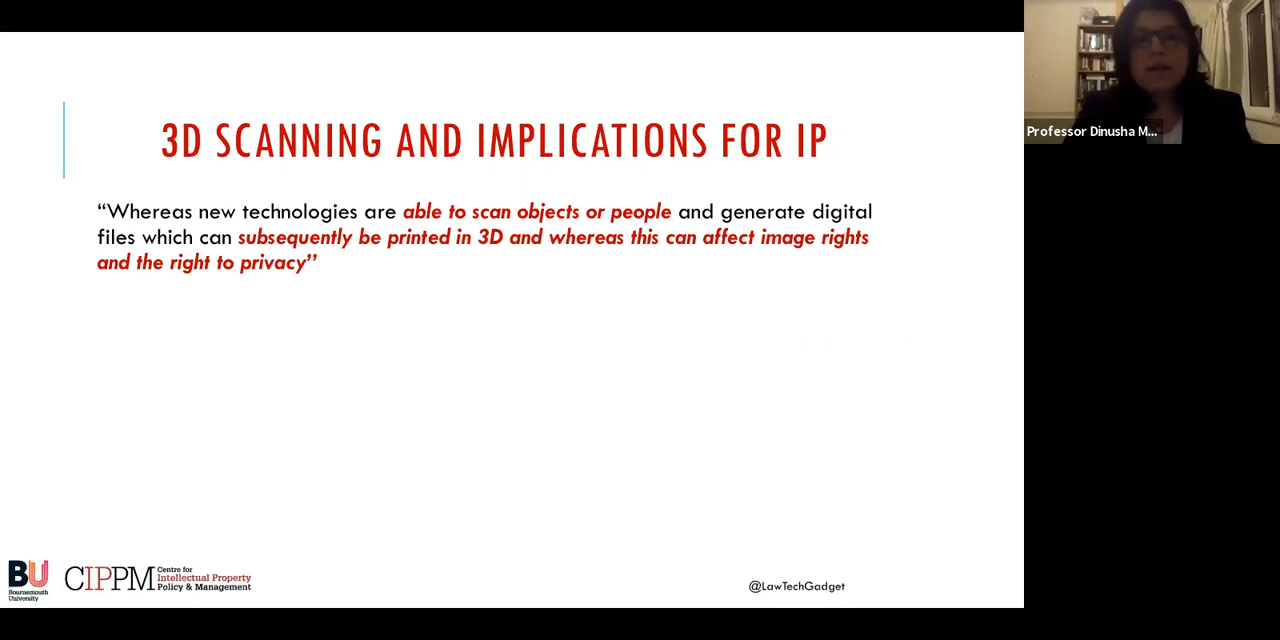 3D SCANNING AND IMPLICATIONS FOR IP
“Whereas new technologies are able to scan objects or people and generate digital
files which can subsequently be printed in 3D and whereas this can affect image rights
and the right to privacy”
Professor Dinusha M...
BU
Bournemouth
University
CIPPM
Centre for
Intellectual Property
Policy & Management
@LawTechGadget